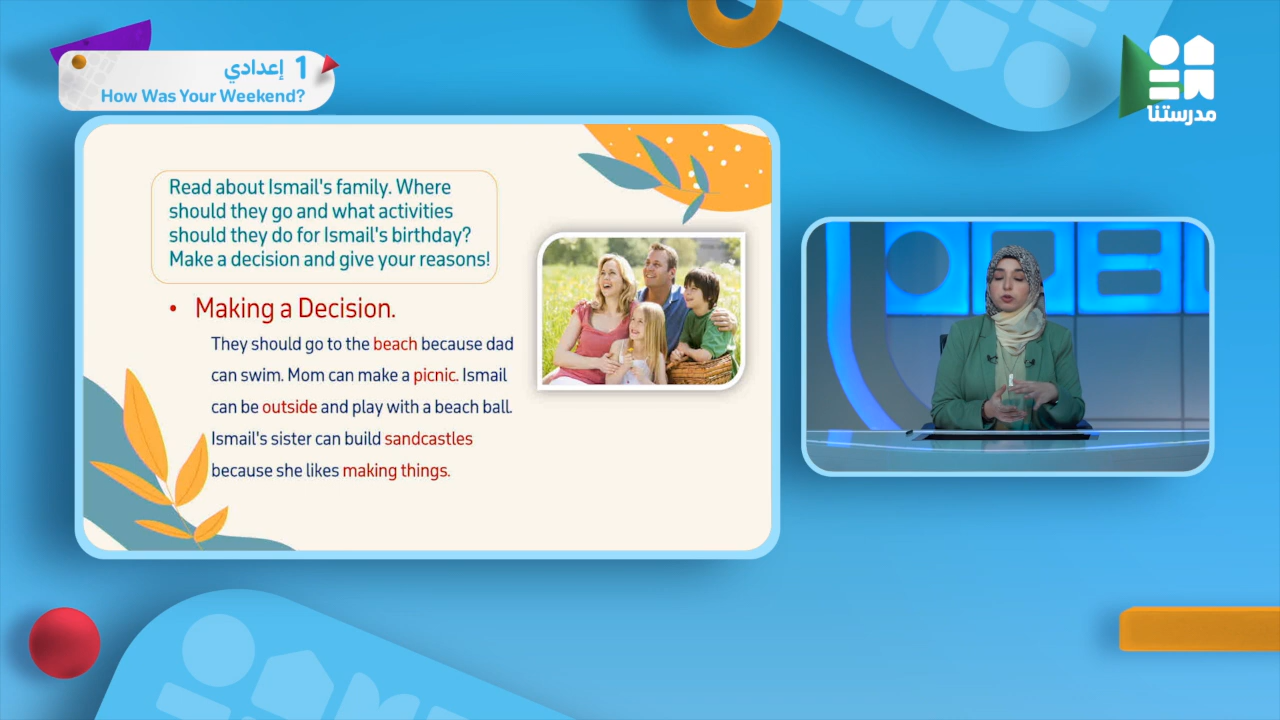 1 إعدادي
How Was Your Weekend?
مدرستنا
Read about Ismail's family. Where
should they go and what activities
should they do for Ismail's birthday?
Make a decision and give your reasons!
• Making a Decision.
They should go to the beach because dad
can swim. Mom can make a picnic. Ismail
can be outside and play with a beach ball.
Ismail's sister can build sandcastles
because she likes making things.